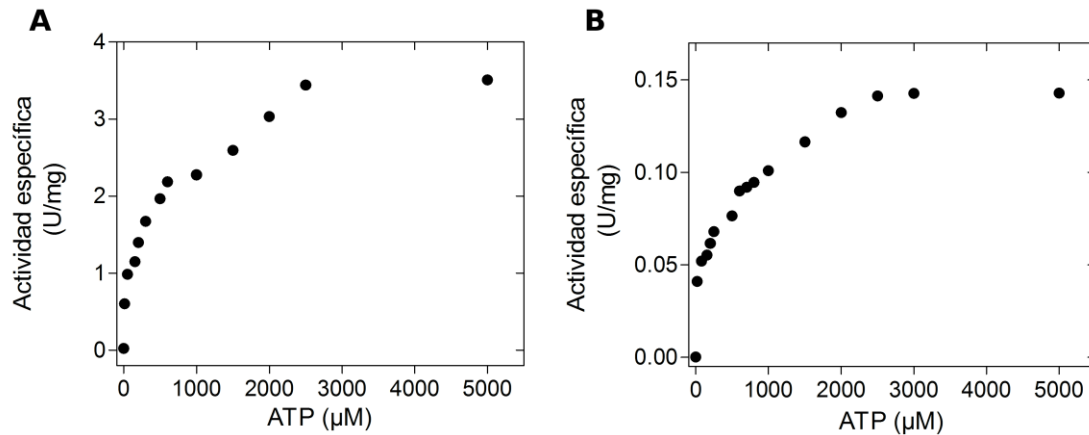 A
Actividad específica
(U/mg)
4
3
2
1
0
0 1000 2000 3000 4000 5000
ATP (µM)
B
Actividad específica
(U/mg)
0.15
0.10
0.05
0.00
0 1000 2000 3000 4000 5000
ATP (µM)